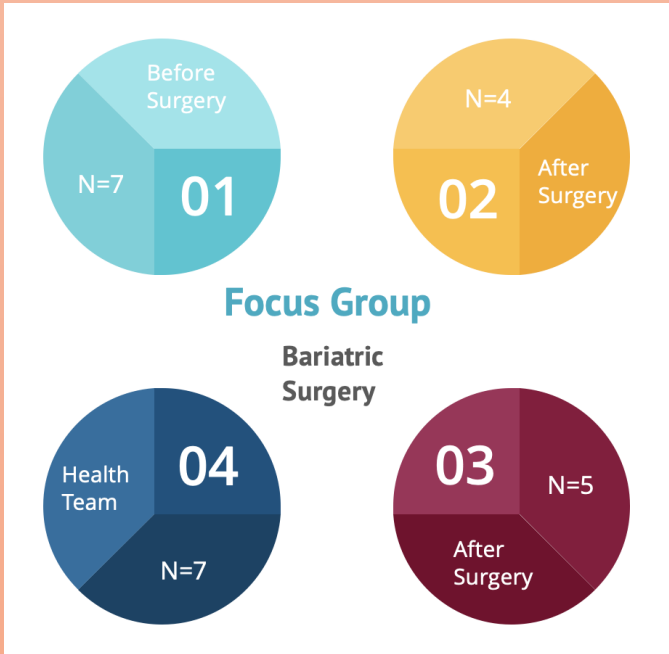 Before
Surgery
N=7
01
N=4
02
After
Surgery
Focus Group
Bariatric
Surgery
Health
Team
04
N=7
03
N=5
After
Surgery